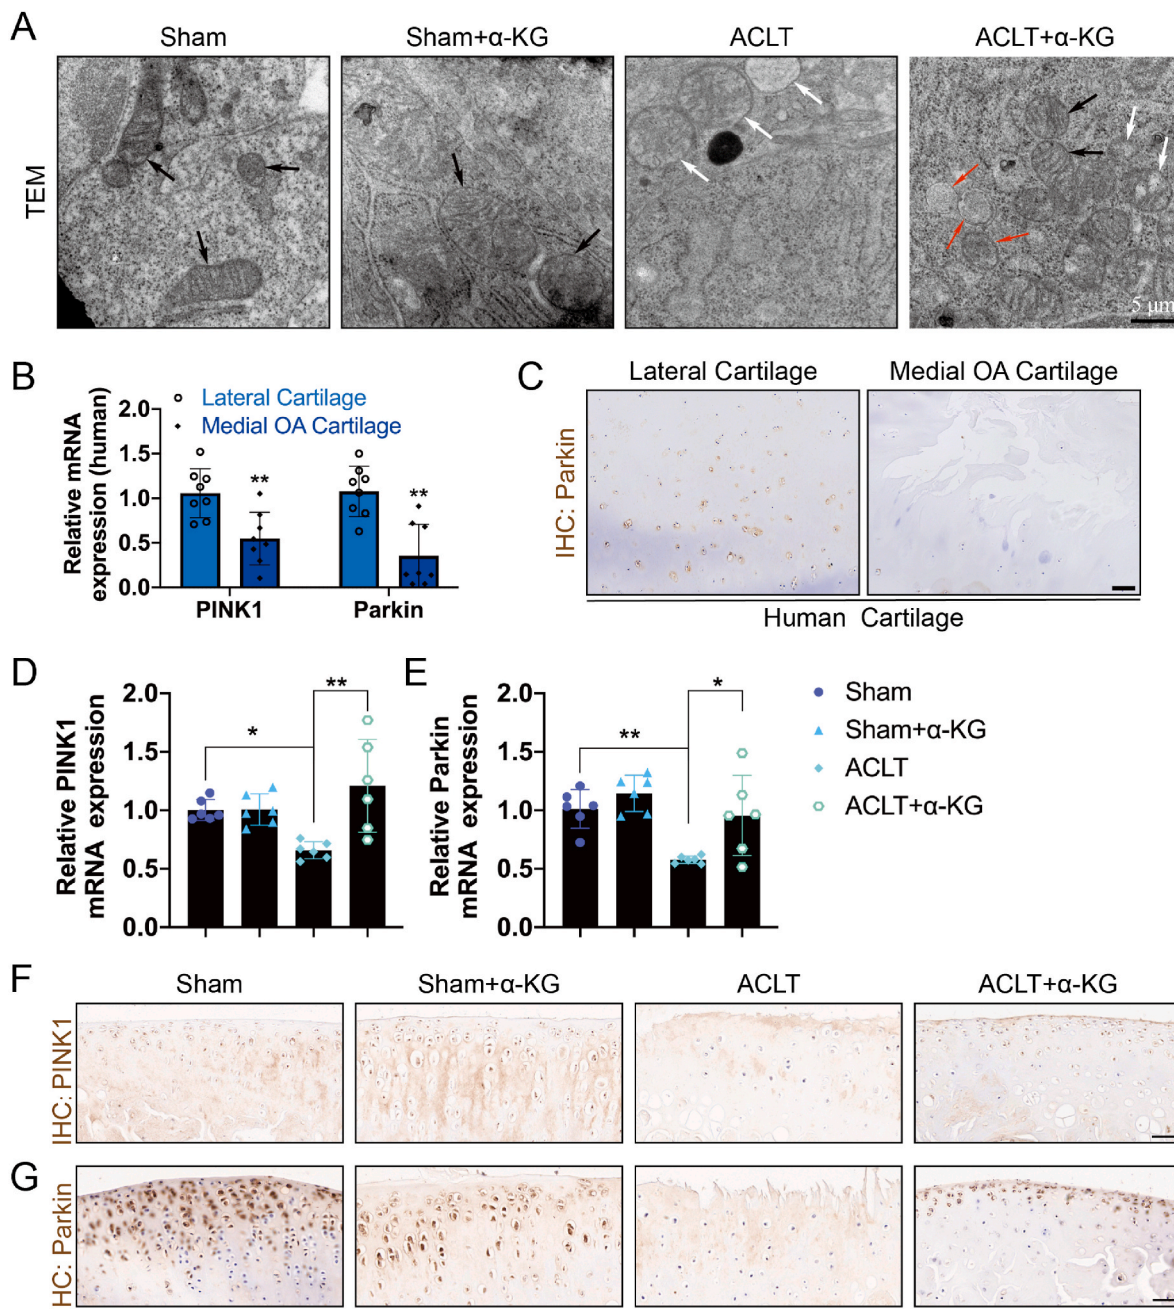 A
Sham
Sham+α-KG
ACLT
ACLT+α-KG
TEM
5 μm
B
Relative mRNA
expression (human)
Lateral Cartilage
Medial OA Cartilage
2.0
1.5
1.0
0.5
0.0
**
**
PINK1
Parkin
C
Lateral Cartilage
Medial OA Cartilage
IHC: Parkin
Human Cartilage
D
Relative PINK1
mRNA expression
2.0
1.5
1.0
0.5
0.0
*
**
E
Relative Parkin
mRNA expression
2.0
1.5
1.0
0.5
0.0
**
*
Sham
Sham+α-KG
ACLT
ACLT+α-KG
F
Sham
Sham+α-KG
ACLT
ACLT+α-KG
IHC: PINK1
G
HC: Parkin